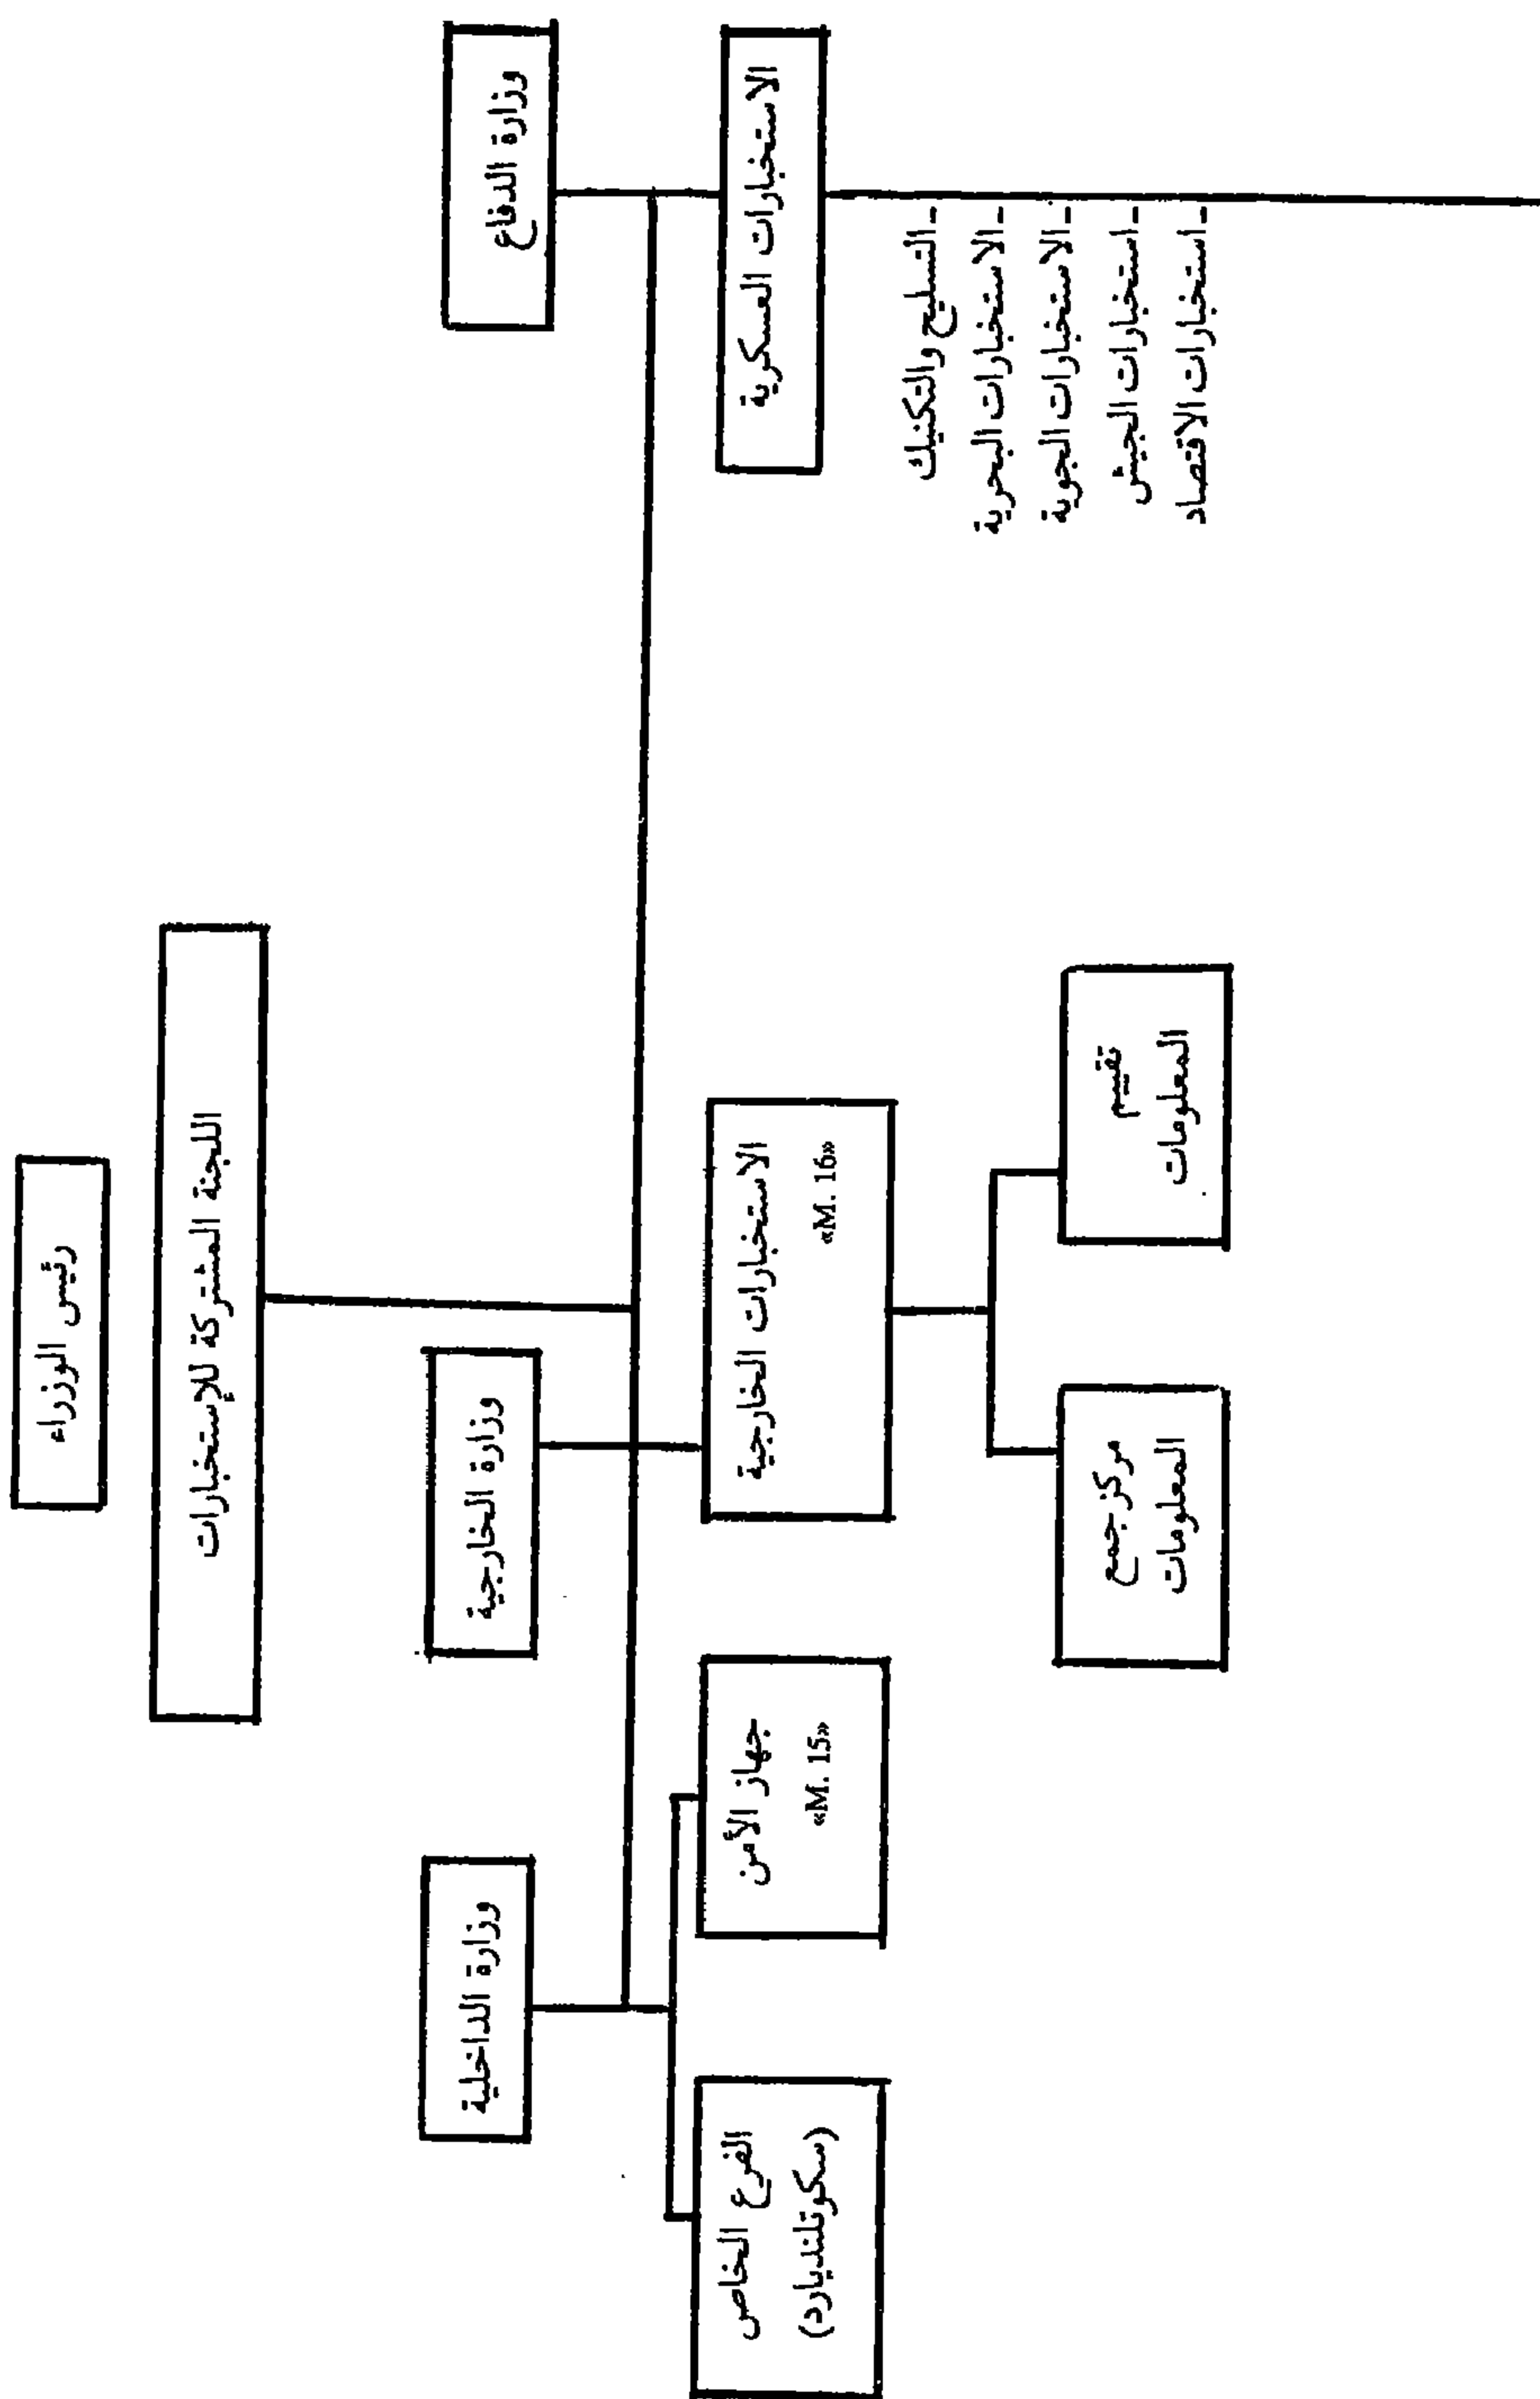 رئيس الوزراء
اللجنة المشتركة للإستخبارات
وزارة الدفاع
وزارة الخارجية
وزارة الداخلية
الاستخبارات العسكرية
الاستخبارات الخارجية
«M. 16»
جهاز الأمن
«M. 15»
الفرع الخاص
(سكوتلنديارد)
-التسليح والتكنيك
-الاستخبارات البحرية
-الاستخبارات الجوية
-استخبارات الجيش
-استخبارات الاقتصاد
تقييم
المعلومات
مركز جمع
المعلومات